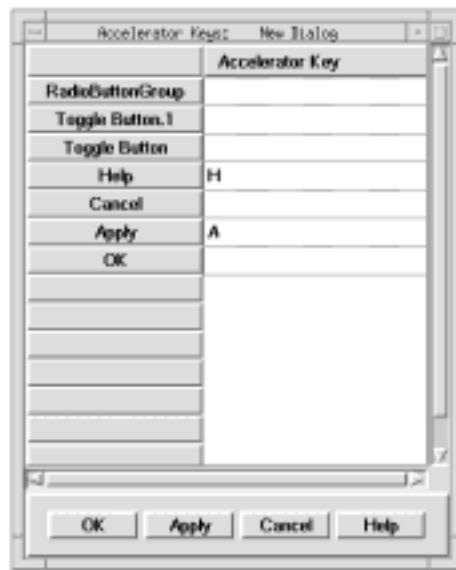 Accelerator Keys: New Dialog
Accelerator Key
RadioButtonGroup
Toggle Button.1
Toggle Button
Help H
Cancel
Apply A
OK
OK Apply Cancel Help